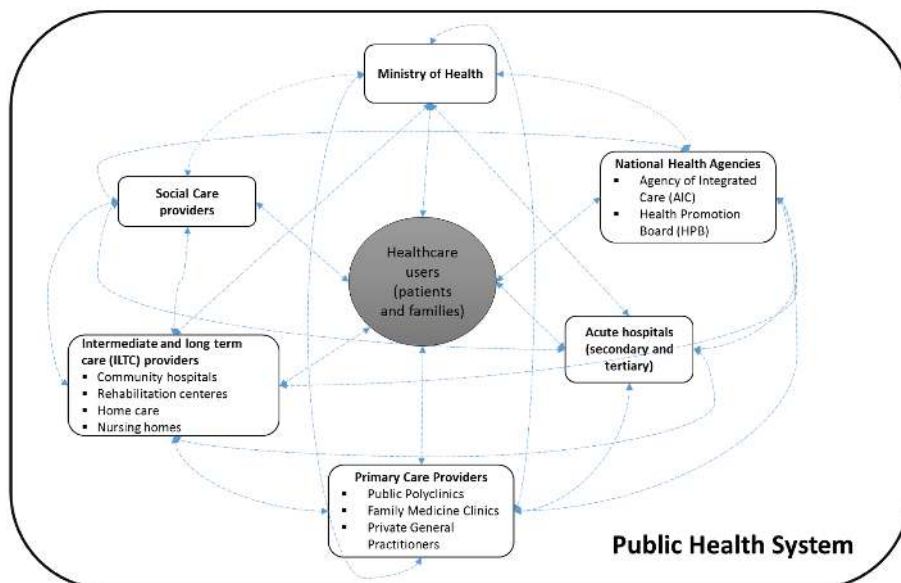 Ministry of Health
National Health Agencies
▪ Agency of Integrated
Care (AIC)
▪ Health Promotion
Board (HPB)
Social Care
providers
Healthcare
users
(patients
and families)
Acute hospitals
(secondary and
tertiary)
Intermediate and long term
care (ILTC) providers
▪ Community hospitals
▪ Rehabilitation centeres
▪ Home care
▪ Nursing homes
Primary Care Providers
▪ Public Polyclinics
▪ Family Medicine Clinics
▪ Private General
Practitioners
Public Health System